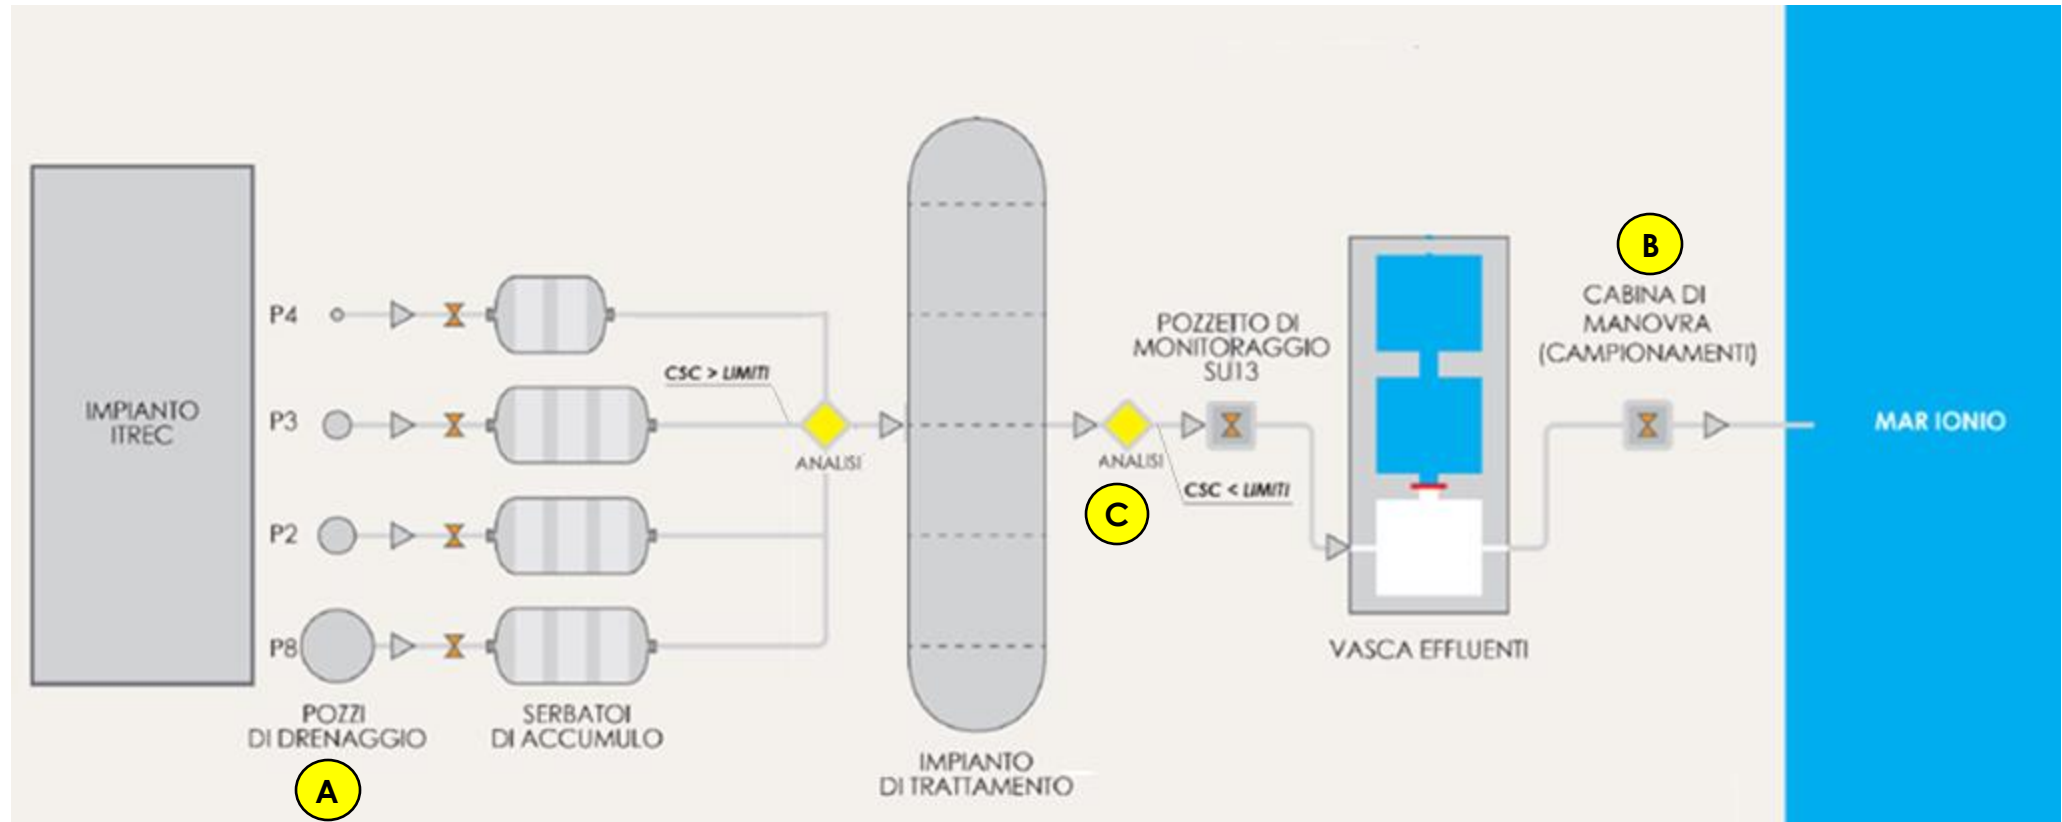 IMPIANTO
ITREC
P4
P3
P2
P8
POZZI
DI DRENAGGIO
A
SERBATOI
DI ACCUMULO
CSC > LIMITI
ANALISI
IMPIANTO
DI TRATTAMENTO
ANALISI
C
CSC < LIMITI
POZZETTO DI
MONITORAGGIO
SU13
VASCA EFFLUENTI
B
CABINA DI
MANOVRA
(CAMPIONAMENTI)
MAR IONIO